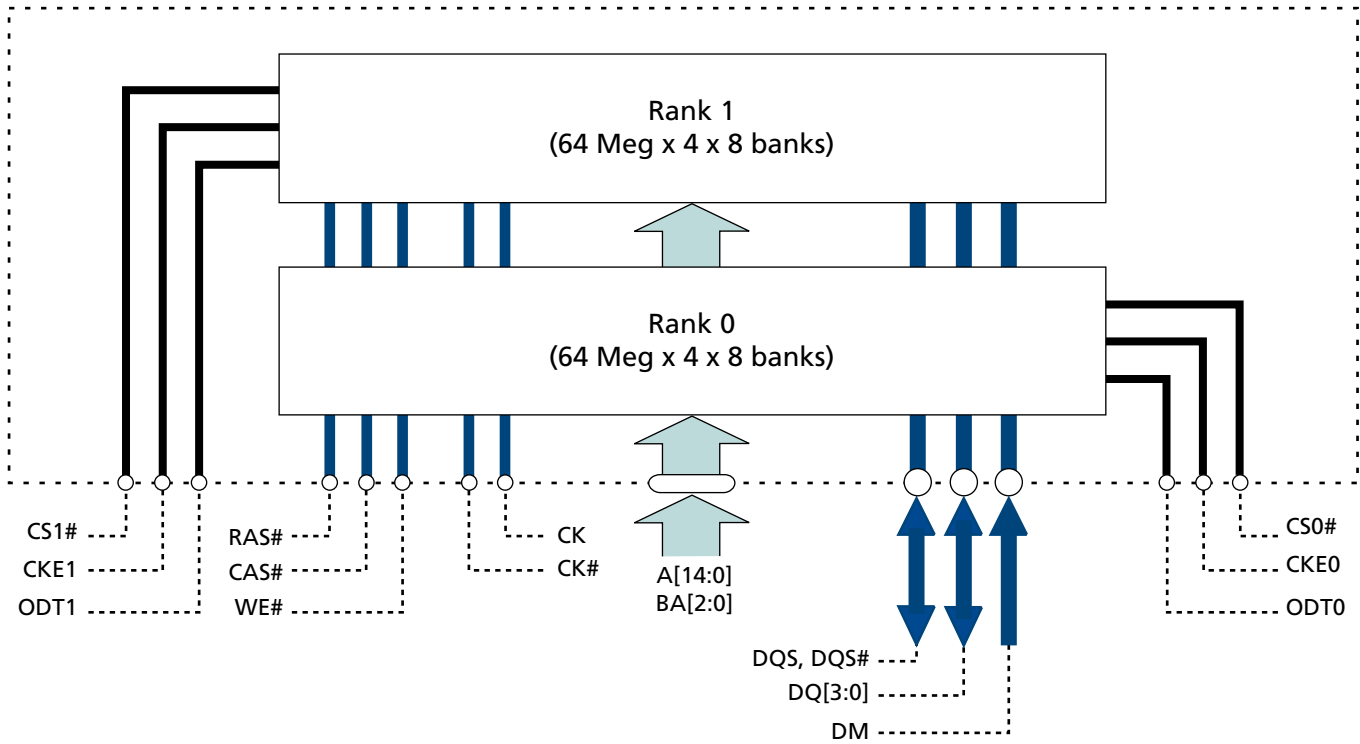 Rank 1
(64 Meg x 4 x 8 banks)
Rank 0
(64 Meg x 4 x 8 banks)
CS1#
CKE1
ODT1
RAS#
CAS#
WE#
CK
CK#
A[14:0]
BA[2:0]
DQS, DQS#
DQ[3:0]
DM
CS0#
CKE0
ODT0